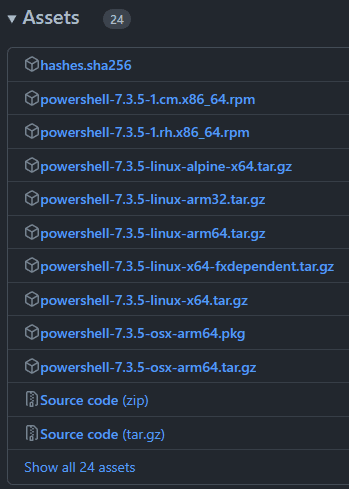 Assets 24
hashes.sha256
powershell-7.3.5-1.cm.x86_64.rpm
powershell-7.3.5-1.rh.x86_64.rpm
powershell-7.3.5-linux-alpine-x64.tar.gz
powershell-7.3.5-linux-arm32.tar.gz
powershell-7.3.5-linux-arm64.tar.gz
powershell-7.3.5-linux-x64-fxdependent.tar.gz
powershell-7.3.5-linux-x64.tar.gz
powershell-7.3.5-osx-arm64.pkg
powershell-7.3.5-osx-arm64.tar.gz
Source code (zip)
Source code (tar.gz)
Show all 24 assets